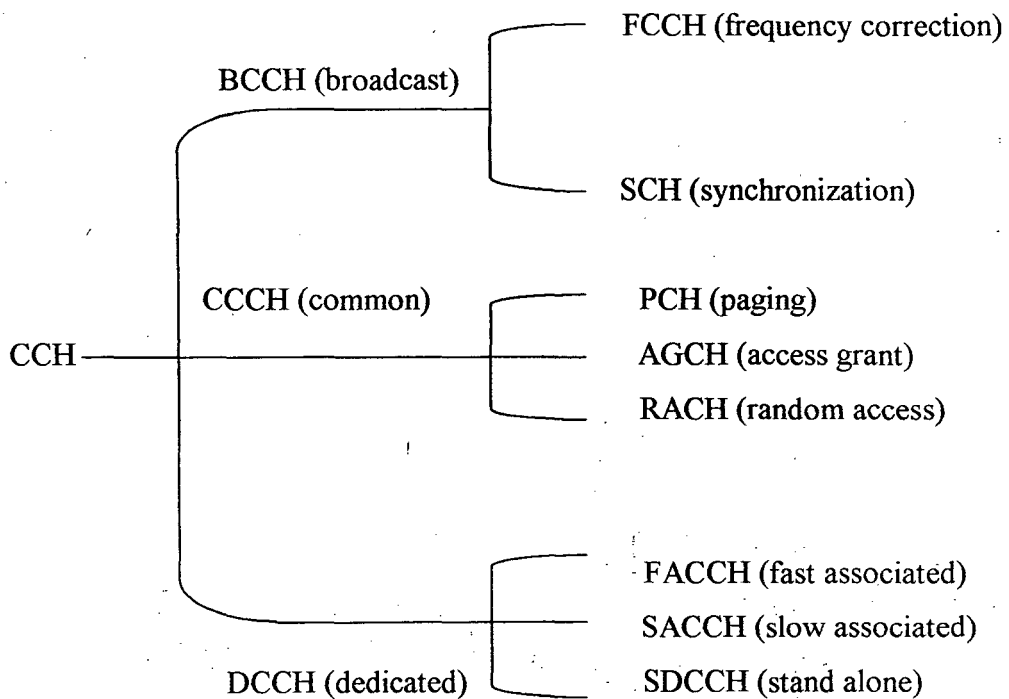 FCCH (frequency correction)
BCCH (broadcast)
SCH (synchronization)
CCCH (common)
PCH (paging)
CCH
AGCH (access grant)
RACH (random access)
FACCH (fast associated)
SACCH (slow associated)
DCCH (dedicated)
SDCCH (stand alone)